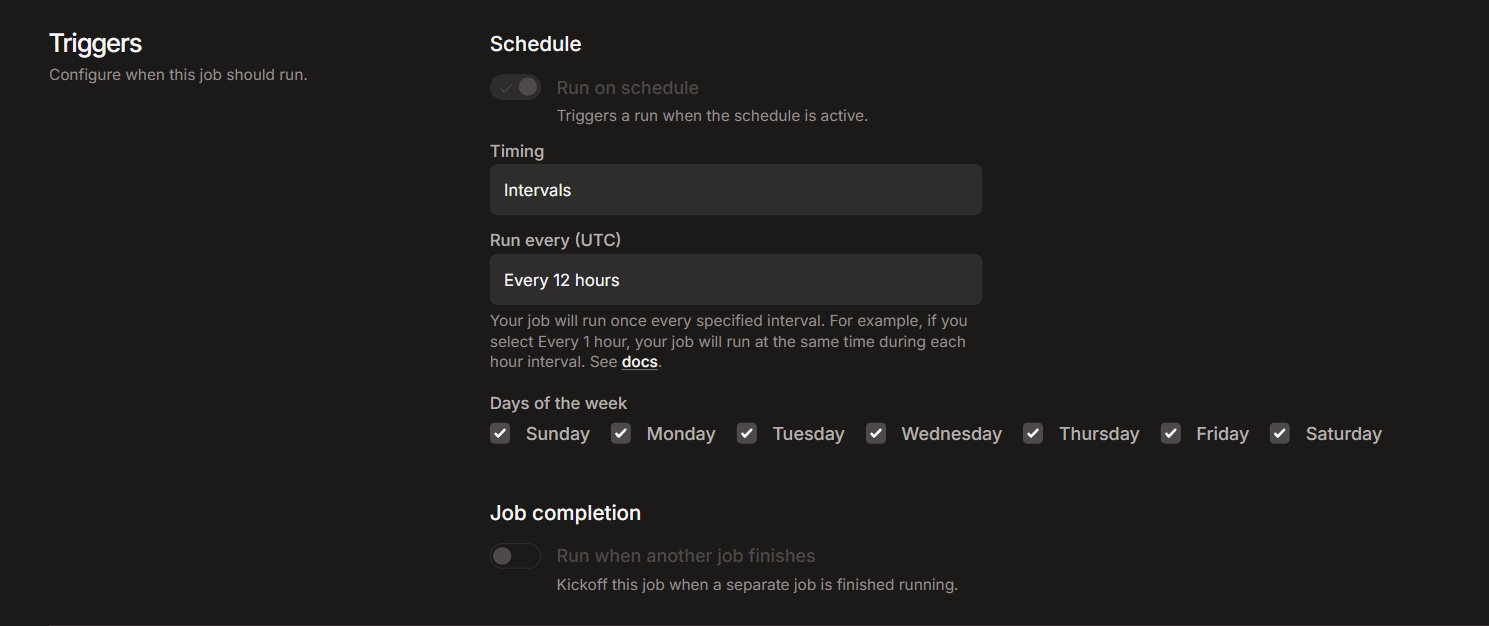 Triggers
Configure when this job should run.
Schedule
Run on schedule
Triggers a run when the schedule is active.
Timing
Intervals
Run every (UTC)
Every 12 hours
Your job will run once every specified interval. For example, if you
select Every 1 hour, your job will run at the same time during each
hour interval. See docs.
Days of the week
Sunday Monday Tuesday Wednesday Thursday Friday Saturday
Job completion
Run when another job finishes
Kickoff this job when a separate job is finished running.